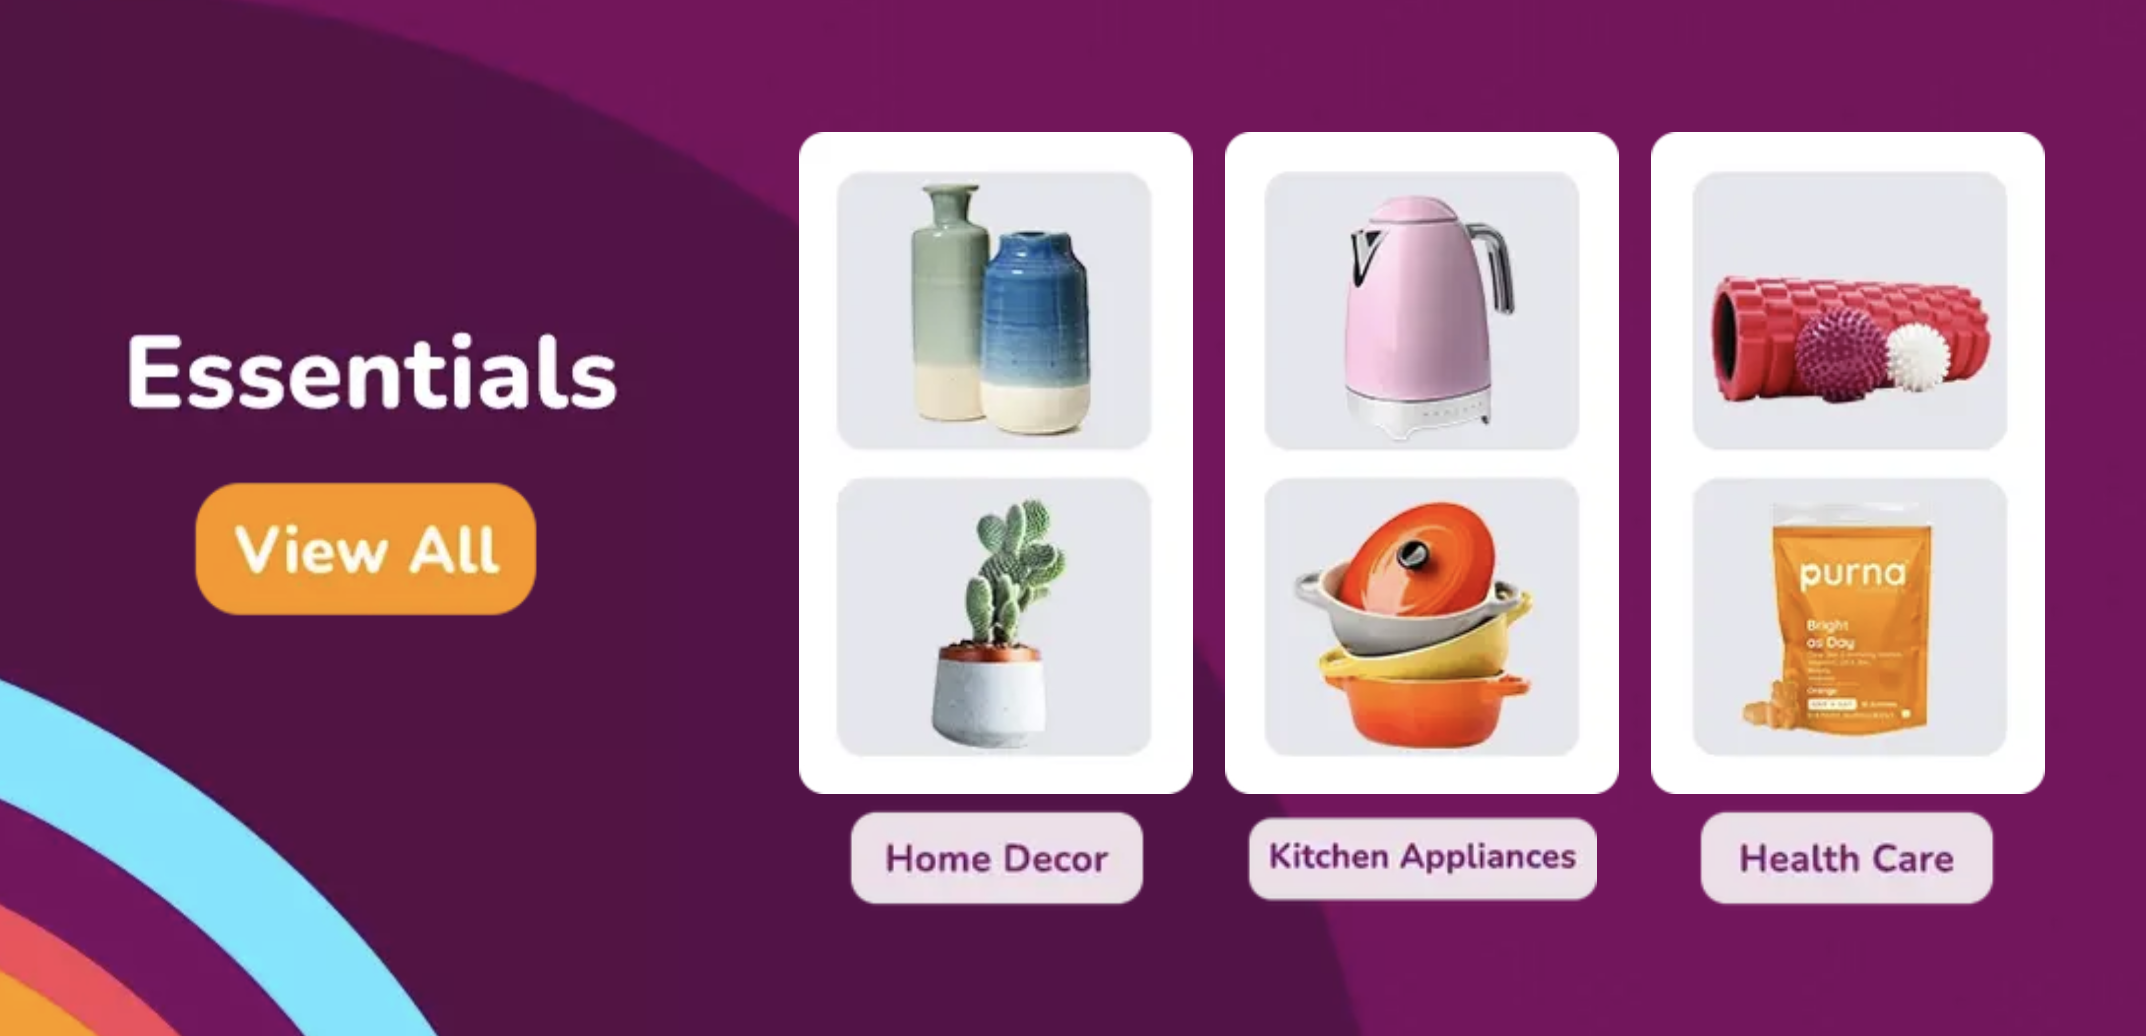 Essentials
View All
purna
Bright
as Day
Orange
Home Decor
Kitchen Appliances
Health Care